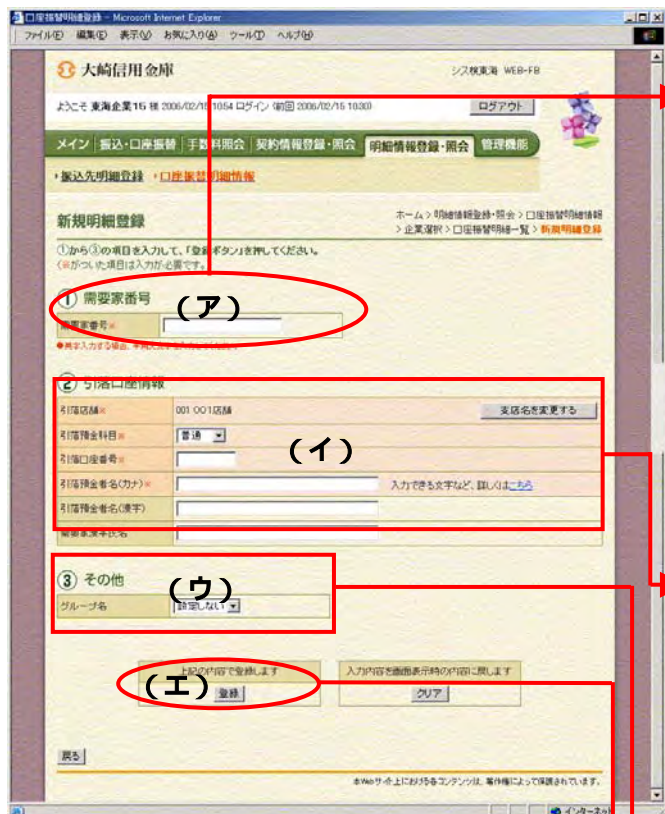 口座振替明細登録 - Microsoft Internet Explorer
ファイル(F) 編集(E) 表示(V) お気に入り(A) ツール(T) ヘルプ(H)
大崎信用金庫
シス検東海 WEB-FB
ようこそ 東海企業15 様 2006/02/15 1054 ログイン (前回 2006/02/15 1030)
ログアウト
メイン 振込・口座振替 手数料照会 契約情報登録・照会 明細情報登録・照会 管理機能
振込先明細登録 口座振替明細情報
新規明細登録
ホーム > 明細情報登録・照会 > 口座振替明細情報
> 企業選択 > 口座振替明細一覧 > 新規明細登録
①から③の項目を入力して、「登録ボタン」を押してください。
(※がついた項目は入力が必要です。)
① 需要家番号
(ア)
需要家番号※
② 引落口座情報
引落店舗※ 001 001店舗 支店名を変更する
引落預金科目※ 普通
(イ)
引落口座番号※
引落預金者名(カナ)※ 入力できる文字など、詳しくはこちら
引落預金者名(漢字)
需要家漢字氏名
③ その他
(ウ)
グループ名 設定しない
上記の内容で登録します 入力内容を画面表示時の内容に戻します
(エ)
登録 クリア
戻る
本Webサイト上における各コンテンツは、著作権によって保護されています。
インターネット